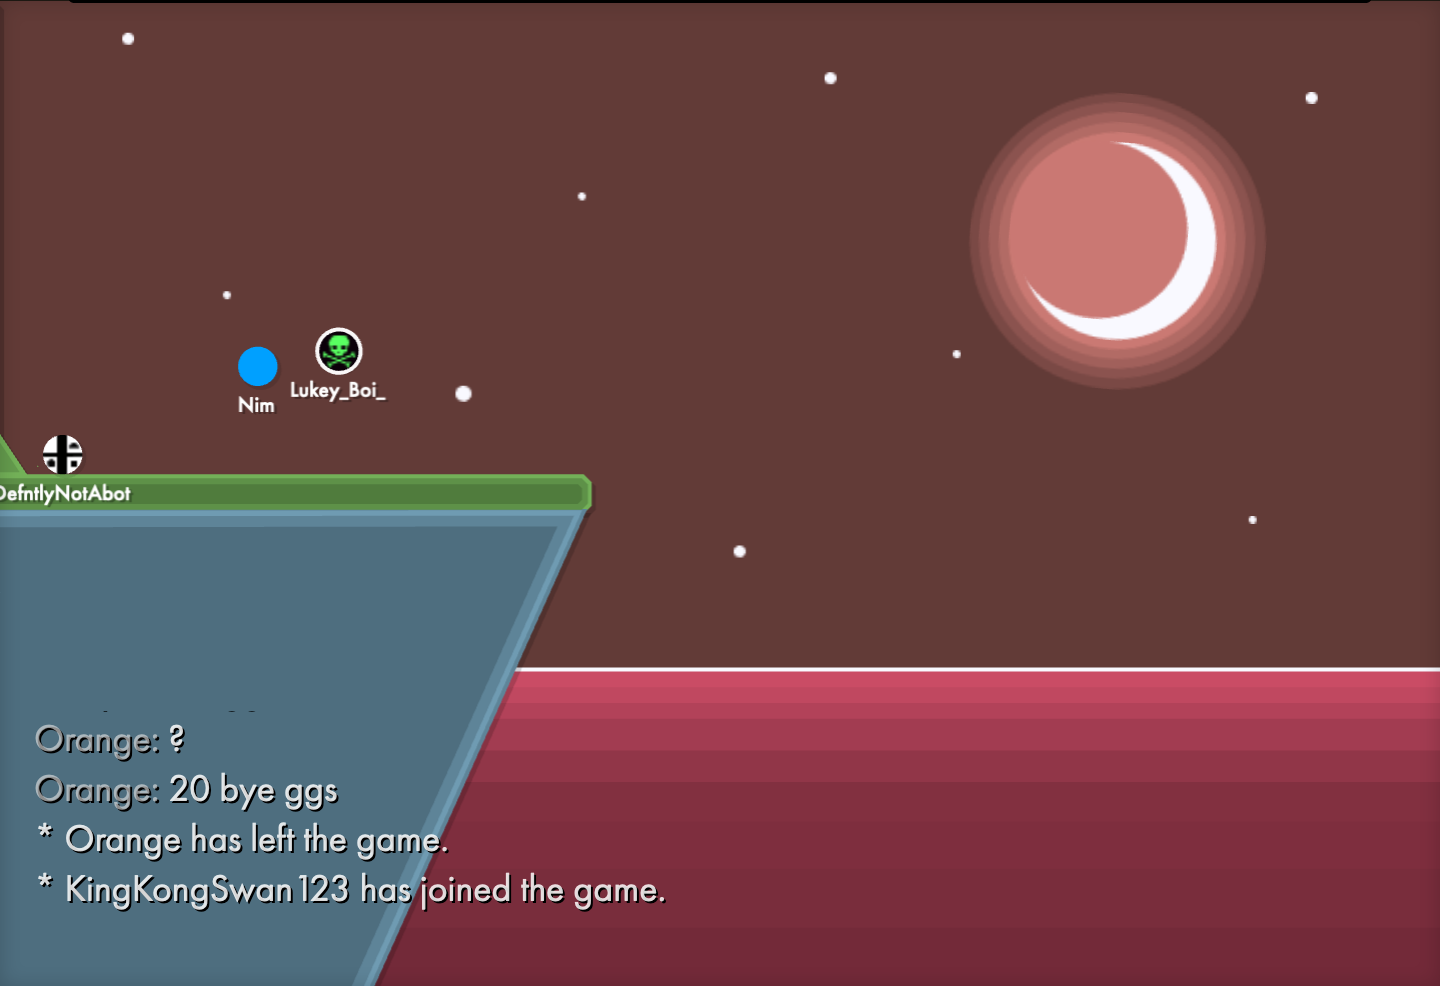 Lukey_Boi_
Nim
DefntlyNotAbot
Orange: ?
Orange: 20 bye ggs
* Orange has left the game.
* KingKongSwan123 has joined the game.